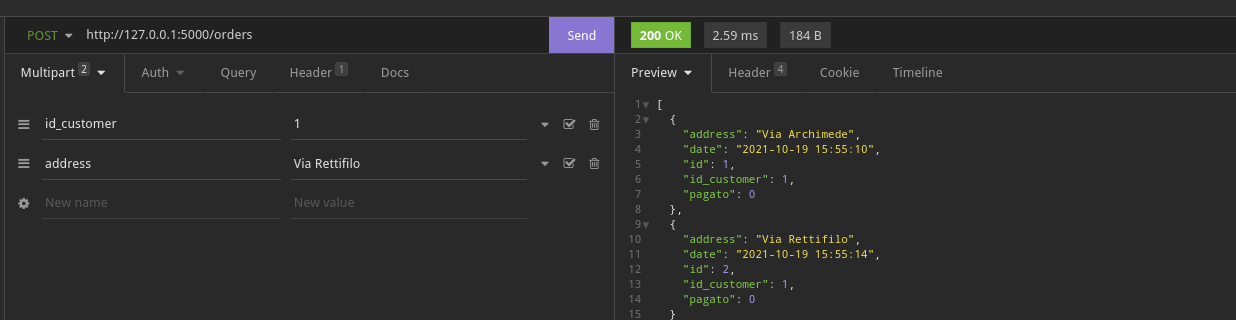 POST http://127.0.0.1:5000/orders Send
200 OK 2.59 ms 184 B
Multipart 2 Auth Query Header 1 Docs
Preview Header 4 Cookie Timeline
id_customer 1
address Via Rettifilo
New name New value
1 [
2 {
3 "address": "Via Archimede",
4 "date": "2021-10-19 15:55:10",
5 "id": 1,
6 "id_customer": 1,
7 "pagato": 0
8 },
9 {
10 "address": "Via Rettifilo",
11 "date": "2021-10-19 15:55:14",
12 "id": 2,
13 "id_customer": 1,
14 "pagato": 0
15 }